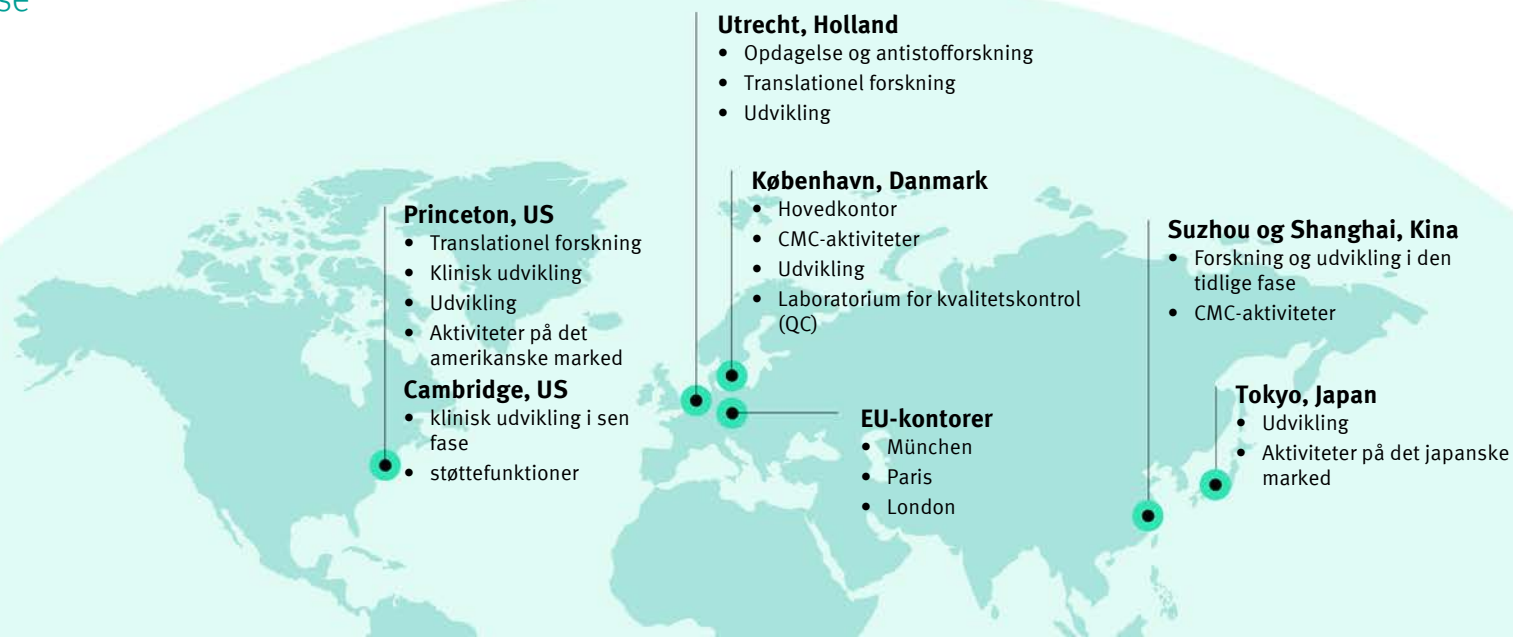 Utrecht, Holland
• Opdagelse og antistofforskning
• Translationel forskning
• Udvikling
København, Danmark
• Hovedkontor
• CMC-aktiviteter
• Udvikling
• Laboratorium for kvalitetskontrol
(QC)
Princeton, US
• Translationel forskning
• Klinisk udvikling
• Udvikling
• Aktiviteter på det
amerikanske marked
Cambridge, US
• klinisk udvikling i sen
fase
• støttefunktioner
EU-kontorer
• München
• Paris
• London
Suzhou og Shanghai, Kina
• Forskning og udvikling i den
tidlige fase
• CMC-aktiviteter
Tokyo, Japan
• Udvikling
• Aktiviteter på det japanske
marked